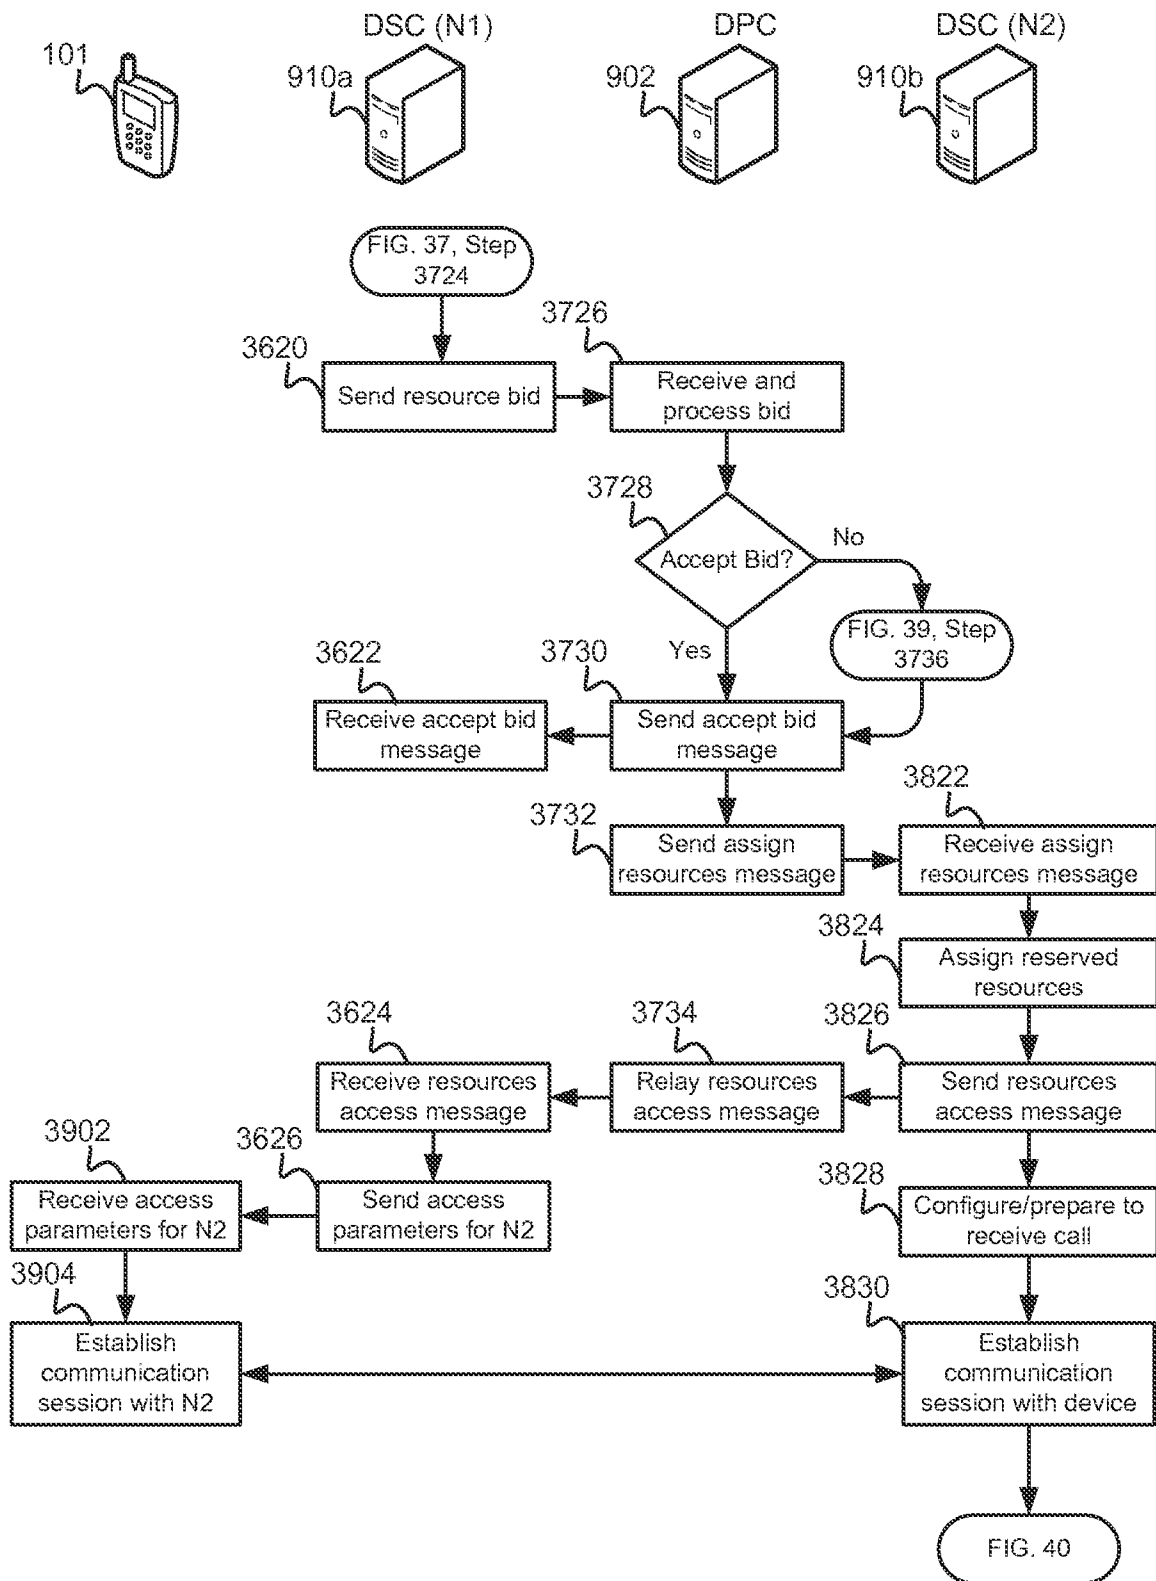 DSC (N1)
DPC
DSC (N2)
101
910a
902
910b
FIG. 37, Step
3724
3620
Send resource bid
3726
Receive and
process bid
3728
Accept Bid?
No
Yes
FIG. 39, Step
3736
3622
Receive accept bid
message
3730
Send accept bid
message
3732
Send assign
resources message
3822
Receive assign
resources message
3824
Assign reserved
resources
3624
Receive resources
access message
3734
Relay resources
access message
3826
Send resources
access message
3902
Receive access
parameters for N2
3626
Send access
parameters for N2
3828
Configure/prepare to
receive call
3904
Establish
communication
session with N2
3830
Establish
communication
session with device
FIG. 40